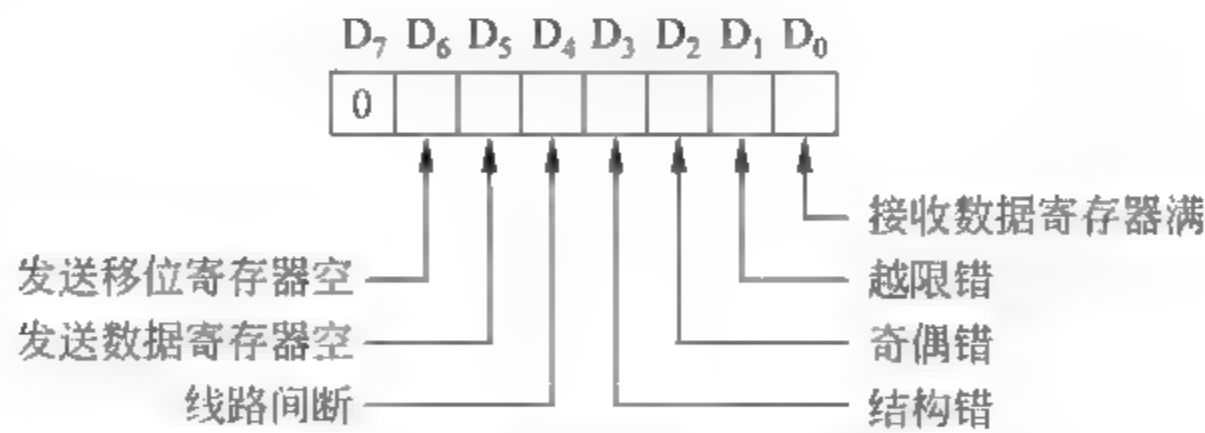 D₇ D₆ D₅ D₄ D₃ D₂ D₁ D₀
0
接收数据寄存器满
发送移位寄存器空
越限错
发送数据寄存器空
奇偶错
线路间断
结构错